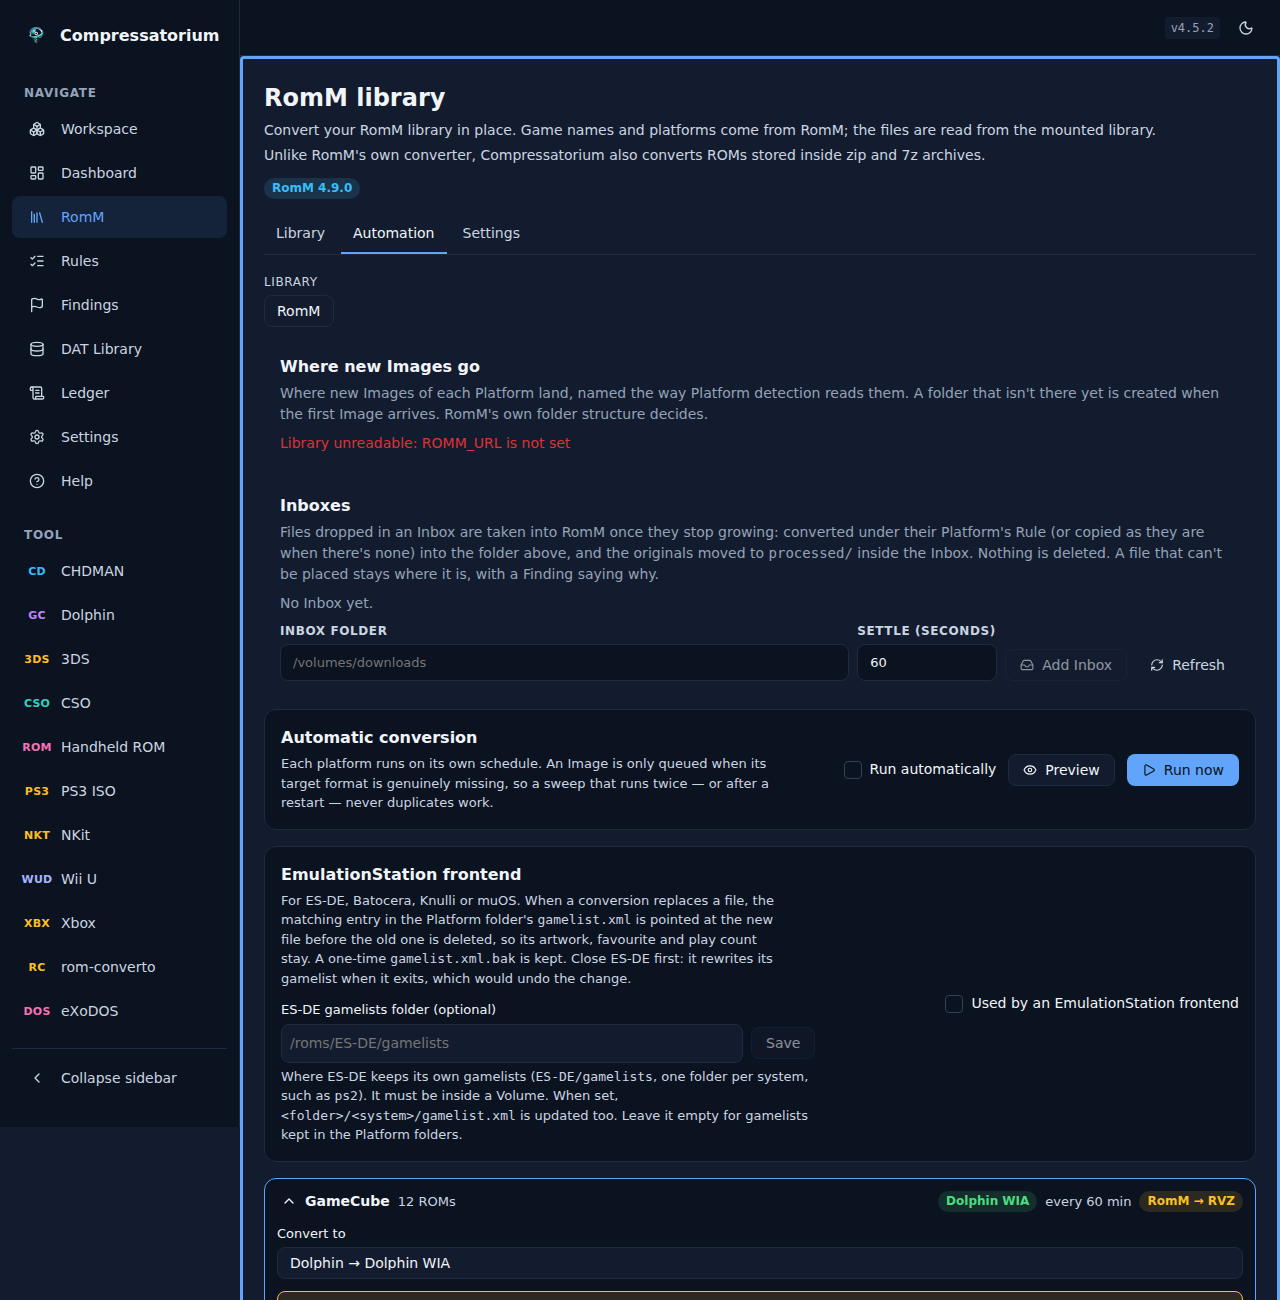 Compressatorium
v4.5.2
NAVIGATE
Workspace
Dashboard
RomM
Rules
Findings
DAT Library
Ledger
Settings
Help
TOOL
CD CHDMAN
GC Dolphin
3DS 3DS
CSO CSO
ROM Handheld ROM
PS3 PS3 ISO
NKT NKit
WUD Wii U
XBX Xbox
RC rom-converto
DOS eXoDOS
Collapse sidebar
RomM library
Convert your RomM library in place. Game names and platforms come from RomM; the files are read from the mounted library.
Unlike RomM's own converter, Compressatorium also converts ROMs stored inside zip and 7z archives.
RomM 4.9.0
Library Automation Settings
LIBRARY
RomM
Where new Images go
Where new Images of each Platform land, named the way Platform detection reads them. A folder that isn't there yet is created when
the first Image arrives. RomM's own folder structure decides.
Library unreadable: ROMM_URL is not set
Inboxes
Files dropped in an Inbox are taken into RomM once they stop growing: converted under their Platform's Rule (or copied as they are
when there's none) into the folder above, and the originals moved to processed/ inside the Inbox. Nothing is deleted. A file that can't
be placed stays where it is, with a Finding saying why.
No Inbox yet.
INBOX FOLDER SETTLE (SECONDS)
/volumes/downloads 60 Add Inbox Refresh
Automatic conversion
Each platform runs on its own schedule. An Image is only queued when its
target format is genuinely missing, so a sweep that runs twice — or after a
restart — never duplicates work.
Run automatically Preview Run now
EmulationStation frontend
For ES-DE, Batocera, Knulli or muOS. When a conversion replaces a file, the
matching entry in the Platform folder's gamelist.xml is pointed at the new
file before the old one is deleted, so its artwork, favourite and play count
stay. A one-time gamelist.xml.bak is kept. Close ES-DE first: it rewrites its
gamelist when it exits, which would undo the change.
Used by an EmulationStation frontend
ES-DE gamelists folder (optional)
/roms/ES-DE/gamelists Save
Where ES-DE keeps its own gamelists (ES-DE/gamelists, one folder per system,
such as ps2). It must be inside a Volume. When set,
<folder>/<system>/gamelist.xml is updated too. Leave it empty for gamelists
kept in the Platform folders.
GameCube 12 ROMs Dolphin WIA every 60 min RomM → RVZ
Convert to
Dolphin → Dolphin WIA